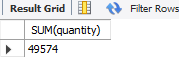 Result Grid Filter Rows
SUM(quantity)
49574